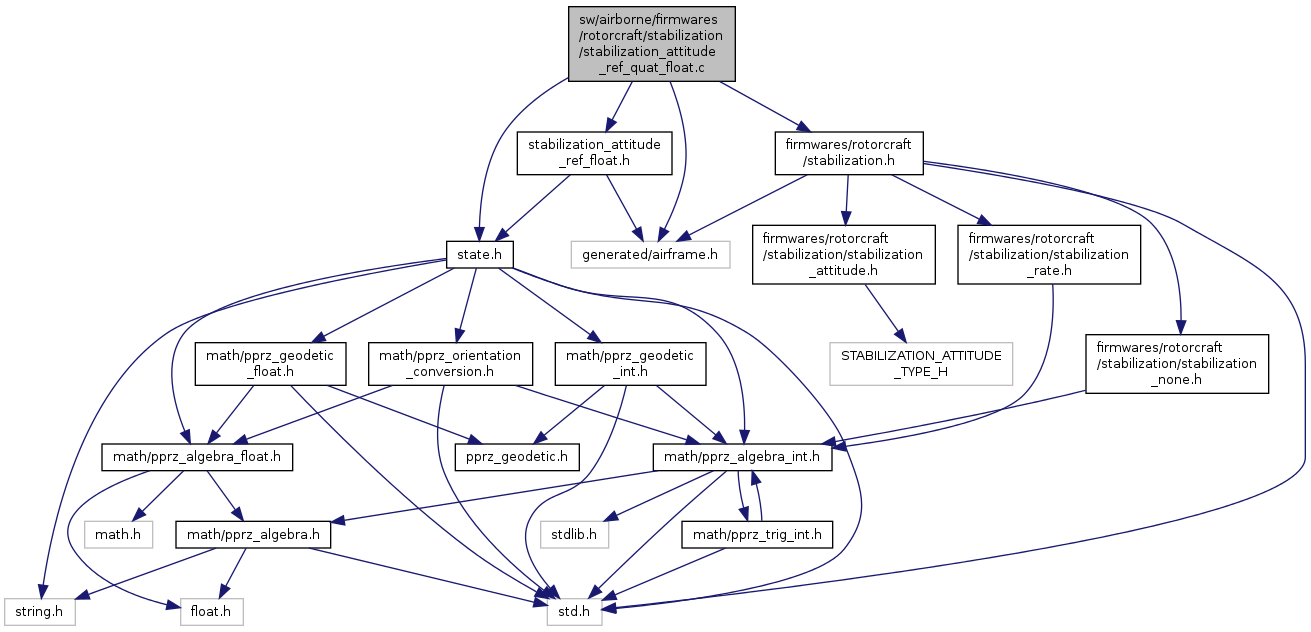 sw/airborne/firmwares
/rotorcraft/stabilization
/stabilization_attitude
_ref_quat_float.c
stabilization_attitude
_ref_float.h
firmwares/rotorcraft
/stabilization.h
state.h
generated/airframe.h
firmwares/rotorcraft
/stabilization/stabilization
_attitude.h
firmwares/rotorcraft
/stabilization/stabilization
_rate.h
math/pprz_geodetic
_float.h
math/pprz_orientation
_conversion.h
math/pprz_geodetic
_int.h
STABILIZATION_ATTITUDE
_TYPE_H
firmwares/rotorcraft
/stabilization/stabilization
_none.h
math/pprz_algebra_float.h
pprz_geodetic.h
math/pprz_algebra_int.h
math.h
math/pprz_algebra.h
stdlib.h
math/pprz_trig_int.h
string.h
float.h
std.h